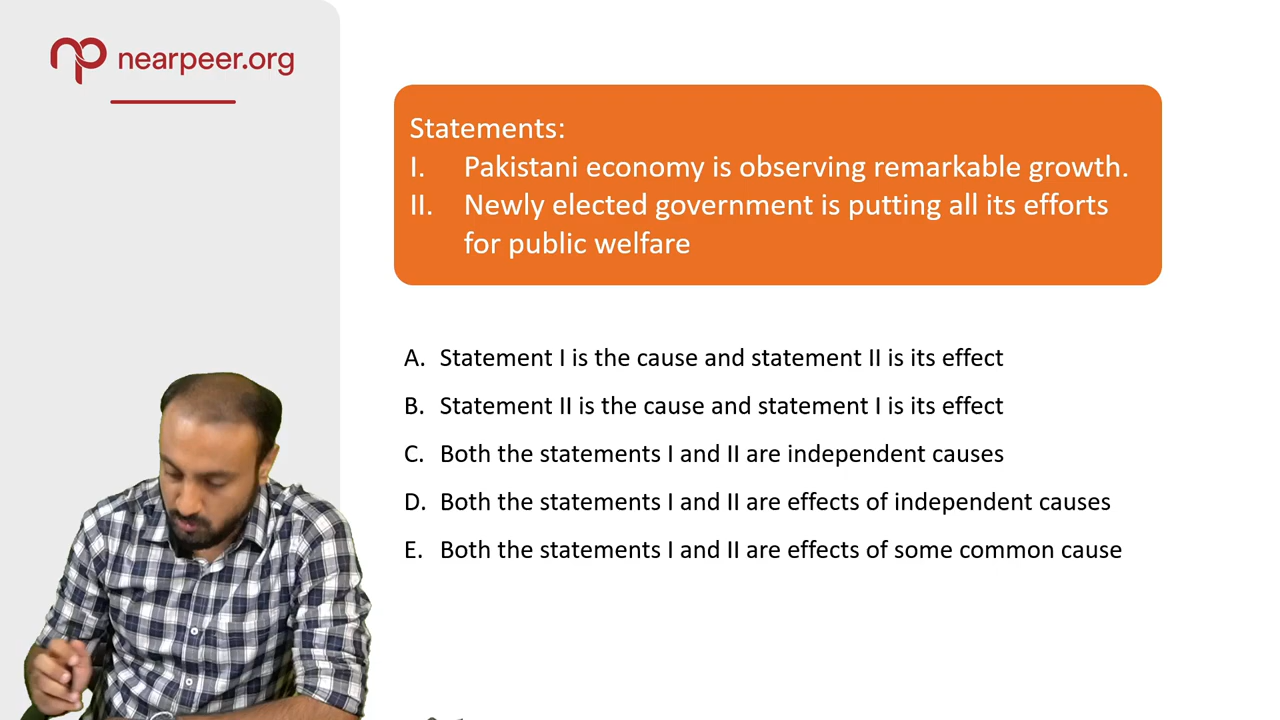 nearpeer.org
Statements:
I. Pakistani economy is observing remarkable growth.
II. Newly elected government is putting all its efforts
for public welfare
A. Statement I is the cause and statement II is its effect
B. Statement II is the cause and statement I is its effect
C. Both the statements I and II are independent causes
D. Both the statements I and II are effects of independent causes
E. Both the statements I and II are effects of some common cause